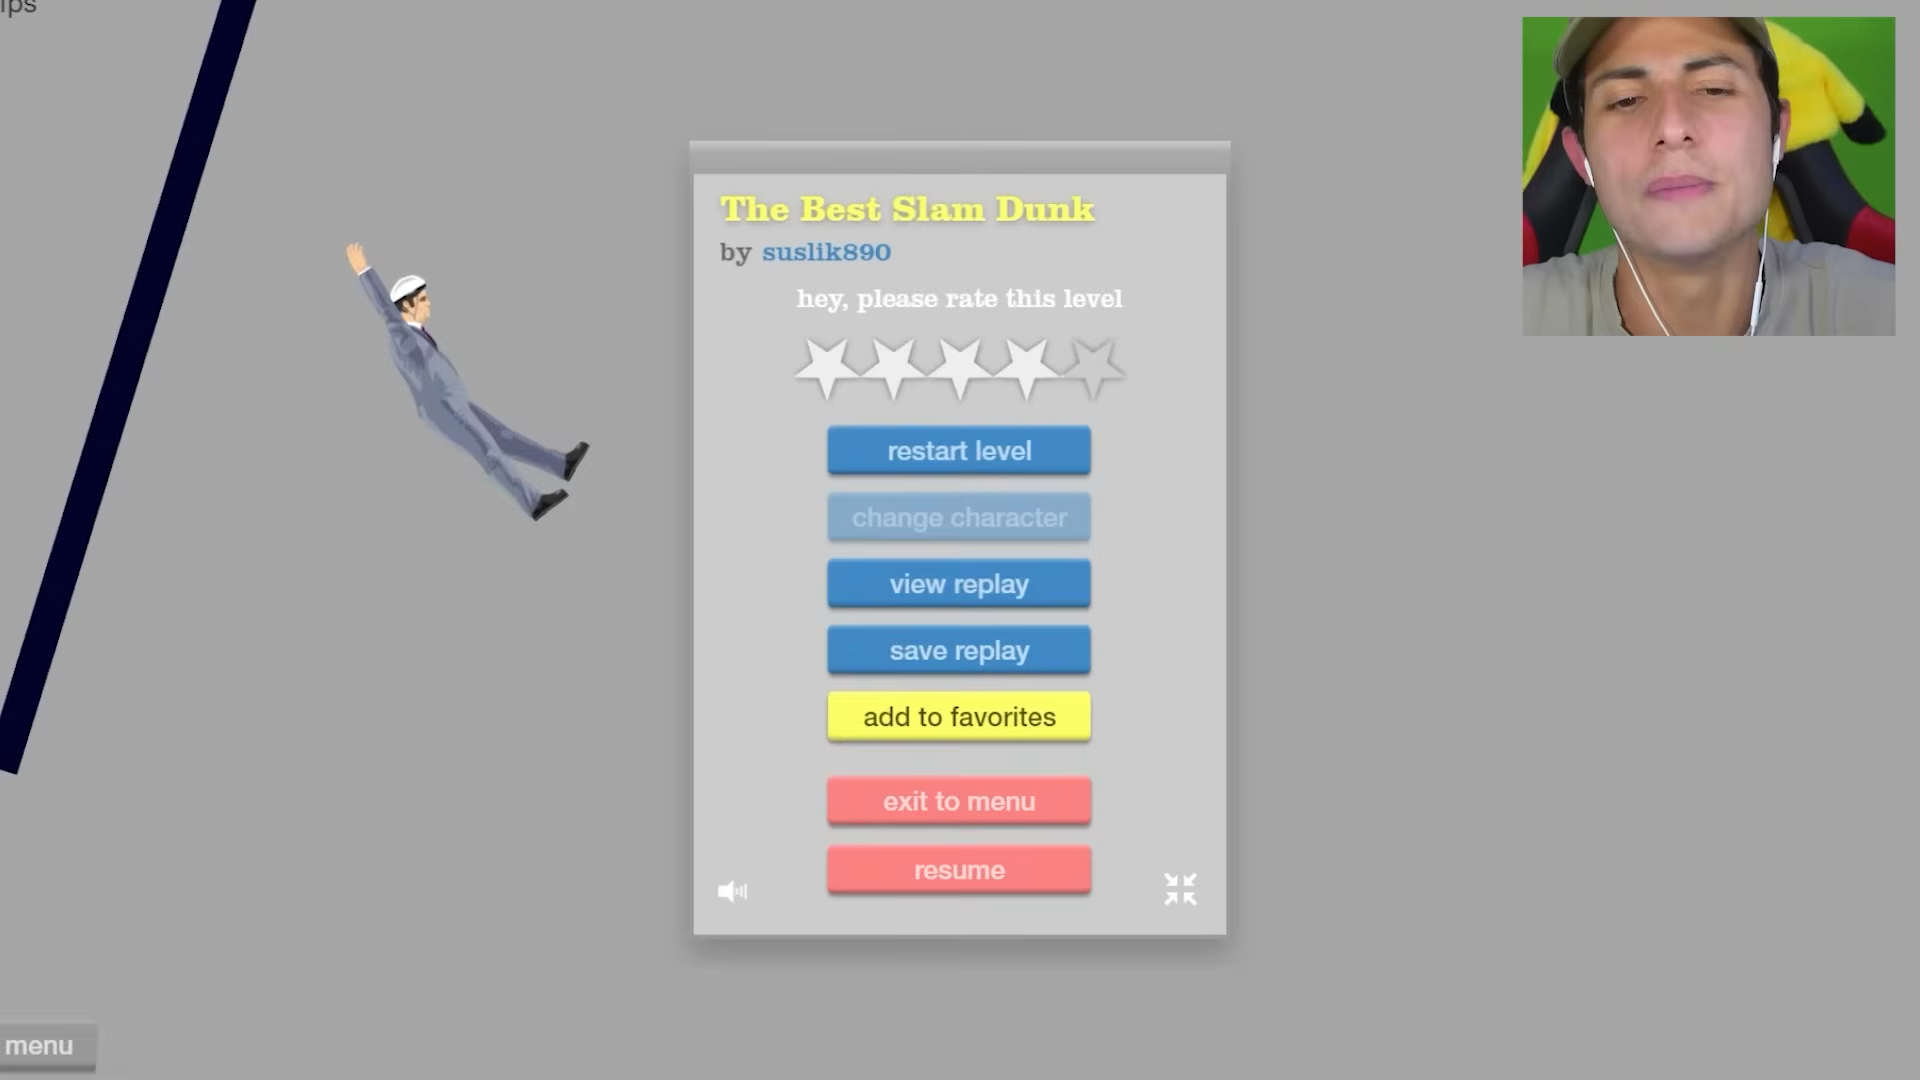 ips
The Best Slam Dunk
by suslik890
hey, please rate this level
restart level
change character
view replay
save replay
add to favorites
exit to menu
resume
menu